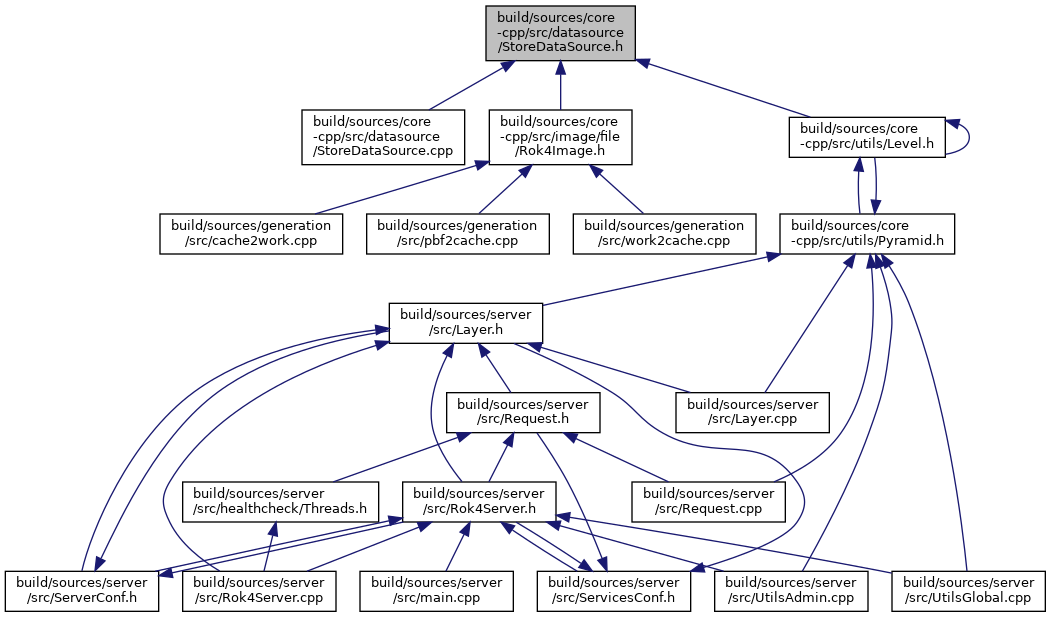 build/sources/core
-cpp/src/datasource
/StoreDataSource.h
build/sources/core
-cpp/src/datasource
/StoreDataSource.cpp
build/sources/core
-cpp/src/image/file
/Rok4Image.h
build/sources/core
-cpp/src/utils/Level.h
build/sources/generation
/src/cache2work.cpp
build/sources/generation
/src/pbf2cache.cpp
build/sources/generation
/src/work2cache.cpp
build/sources/core
-cpp/src/utils/Pyramid.h
build/sources/server
/src/Layer.h
build/sources/server
/src/Request.h
build/sources/server
/src/Layer.cpp
build/sources/server
/src/healthcheck/Threads.h
build/sources/server
/src/Rok4Server.h
build/sources/server
/src/Request.cpp
build/sources/server
/src/ServerConf.h
build/sources/server
/src/Rok4Server.cpp
build/sources/server
/src/main.cpp
build/sources/server
/src/ServicesConf.h
build/sources/server
/src/UtilsAdmin.cpp
build/sources/server
/src/UtilsGlobal.cpp